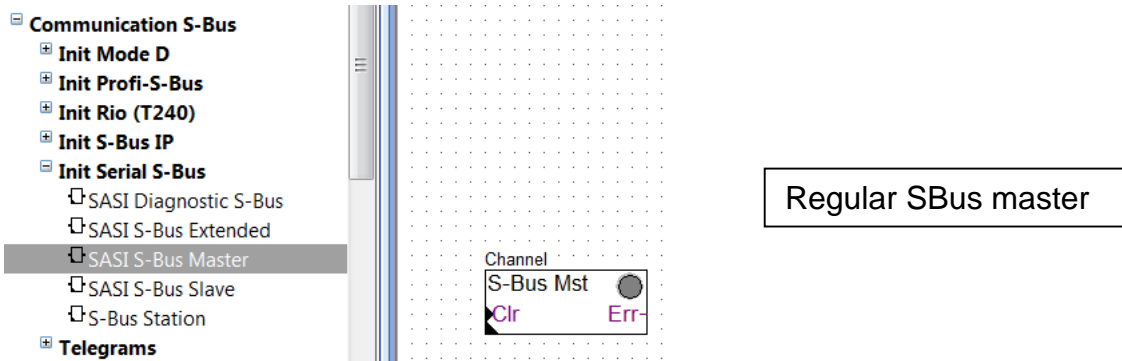 Communication S-Bus
Init Mode D
Init Profi-S-Bus
Init Rio (T240)
Init S-Bus IP
Init Serial S-Bus
SASI Diagnostic S-Bus
SASI S-Bus Extended
SASI S-Bus Master
SASI S-Bus Slave
S-Bus Station
Telegrams
Channel
S-Bus Mst
Clr Err
Regular SBus master